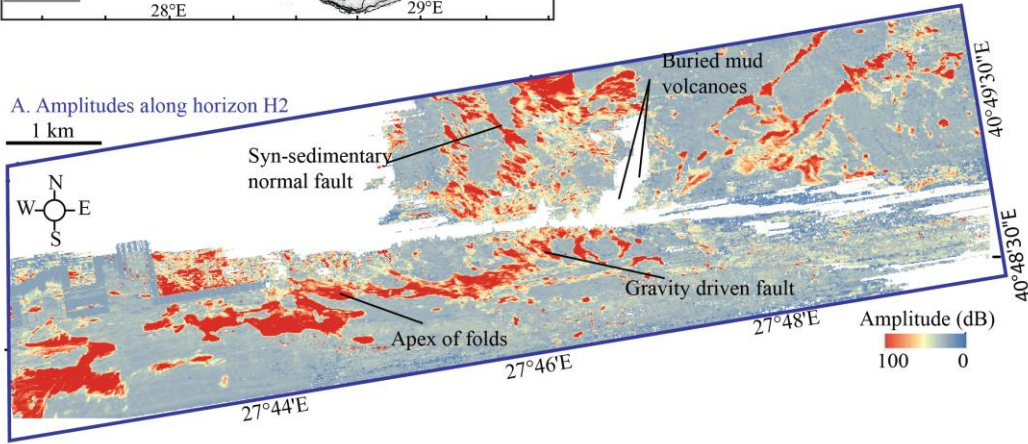 28°E
29°E
A. Amplitudes along horizon H2
1 km
N
W E
S
Syn-sedimentary
normal fault
Buried mud
volcanoes
40°49'30"E
40°48'30"E
Gravity driven fault
Apex of folds
27°48'E
27°46'E
27°44'E
Amplitude (dB)
100 0